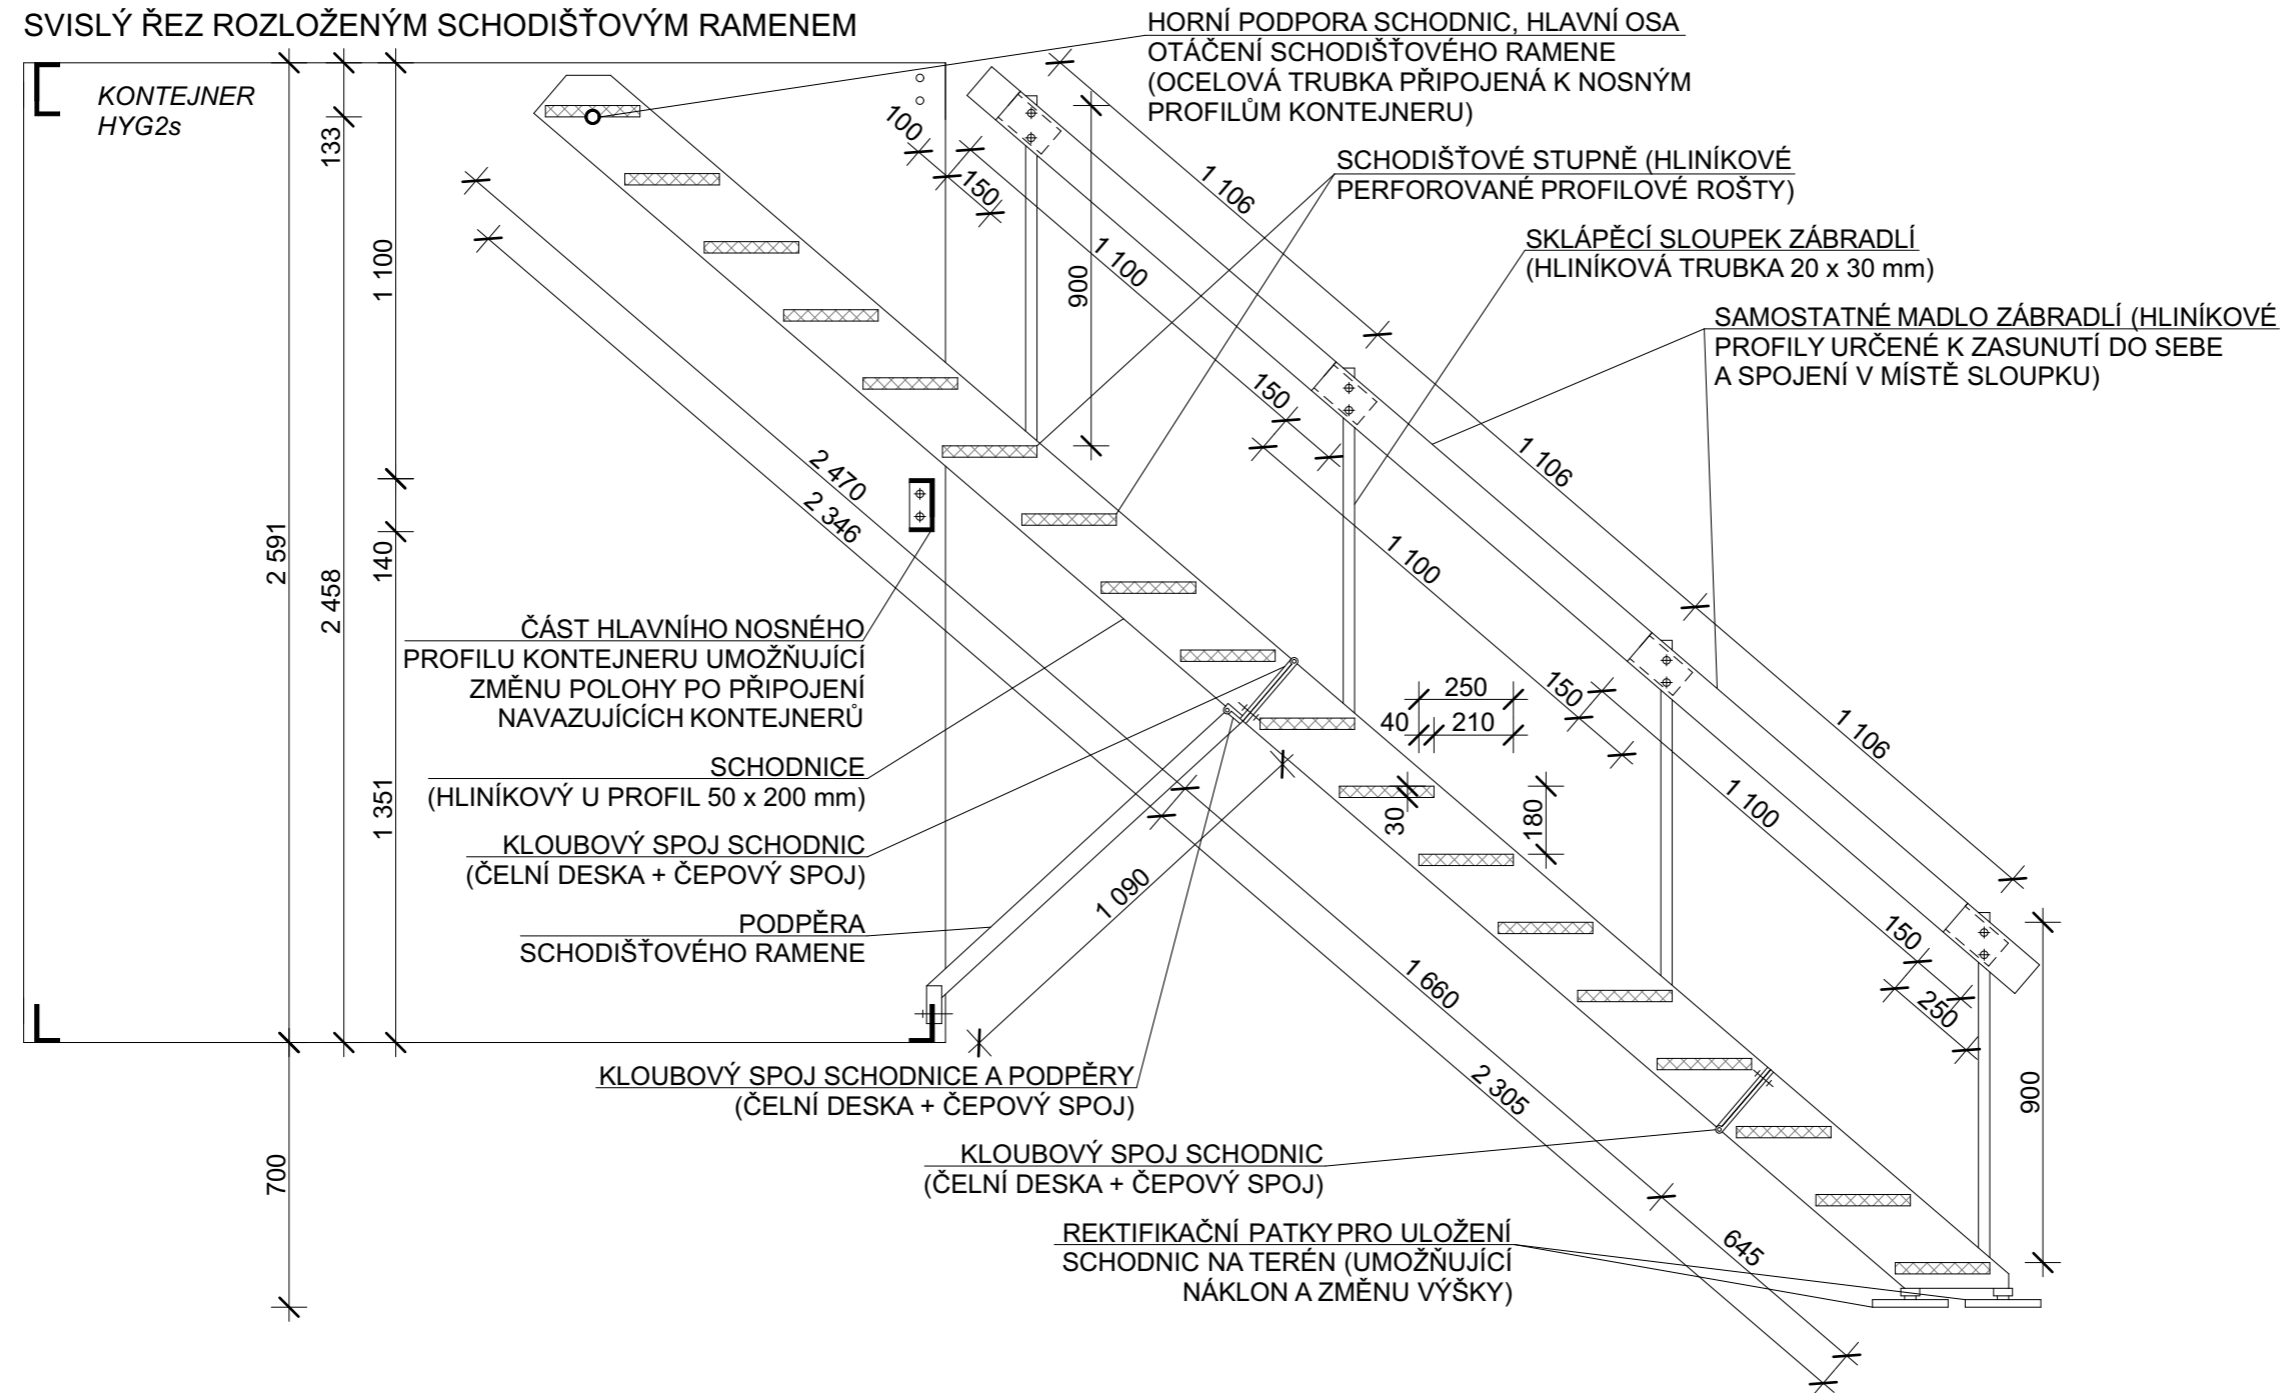 SVISLÝ ŘEZ ROZLOŽENÝM SCHODIŠŤOVÝM RAMENEM
KONTEJNER
HYG2s
HORNÍ PODPORA SCHODNIC, HLAVNÍ OSA
OTÁČENÍ SCHODIŠŤOVÉHO RAMENE
(OCELOVÁ TRUBKA PŘIPOJENÁ K NOSNÝM
PROFILŮM KONTEJNERU)
SCHODIŠŤOVÉ STUPNĚ (HLINÍKOVÉ
PERFOROVANÉ PROFILOVÉ ROŠTY)
SKLÁPĚCÍ SLOUPEK ZÁBRADLÍ
(HLINÍKOVÁ TRUBKA 20 x 30 mm)
SAMOSTATNÉ MADLO ZÁBRADLÍ (HLINÍKOVÉ
PROFILY URČENÉ K ZASUNUTÍ DO SEBE
A SPOJENÍ V MÍSTĚ SLOUPKU)
133
2 591
2 458
1 100
140
1 351
700
100
150
1 100
900
1 106
150
1 100
1 106
150
1 100
1 106
150
250
900
2 470
2 346
250
40
210
30
180
1 090
1 660
2 305
645
ČÁST HLAVNÍHO NOSNÉHO
PROFILU KONTEJNERU UMOŽŇUJÍCÍ
ZMĚNU POLOHY PO PŘIPOJENÍ
NAVAZUJÍCÍCH KONTEJNERŮ
SCHODNICE
(HLINÍKOVÝ U PROFIL 50 x 200 mm)
KLOUBOVÝ SPOJ SCHODNIC
(ČELNÍ DESKA + ČEPOVÝ SPOJ)
PODPĚRA
SCHODIŠŤOVÉHO RAMENE
KLOUBOVÝ SPOJ SCHODNICE A PODPĚRY
(ČELNÍ DESKA + ČEPOVÝ SPOJ)
KLOUBOVÝ SPOJ SCHODNIC
(ČELNÍ DESKA + ČEPOVÝ SPOJ)
REKTIFIKAČNÍ PATKY PRO ULOŽENÍ
SCHODNIC NA TERÉN (UMOŽŇUJÍCÍ
NÁKLON A ZMĚNU VÝŠKY)